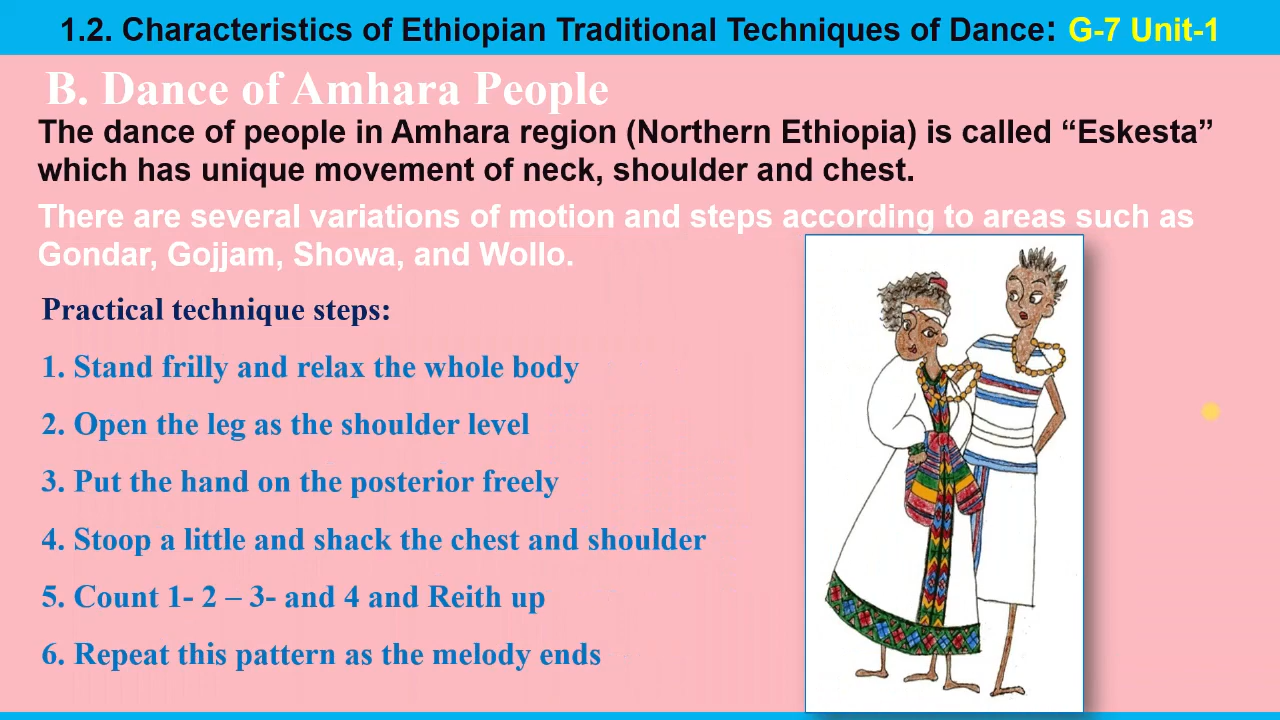 1.2. Characteristics of Ethiopian Traditional Techniques of Dance: G-7 Unit-1
B. Dance of Amhara People
The dance of people in Amhara region (Northern Ethiopia) is called “Eskesta”
which has unique movement of neck, shoulder and chest.
There are several variations of motion and steps according to areas such as
Gondar, Gojjam, Showa, and Wollo.
Practical technique steps:
1. Stand frilly and relax the whole body
2. Open the leg as the shoulder level
3. Put the hand on the posterior freely
4. Stoop a little and shack the chest and shoulder
5. Count 1- 2 – 3- and 4 and Reith up
6. Repeat this pattern as the melody ends